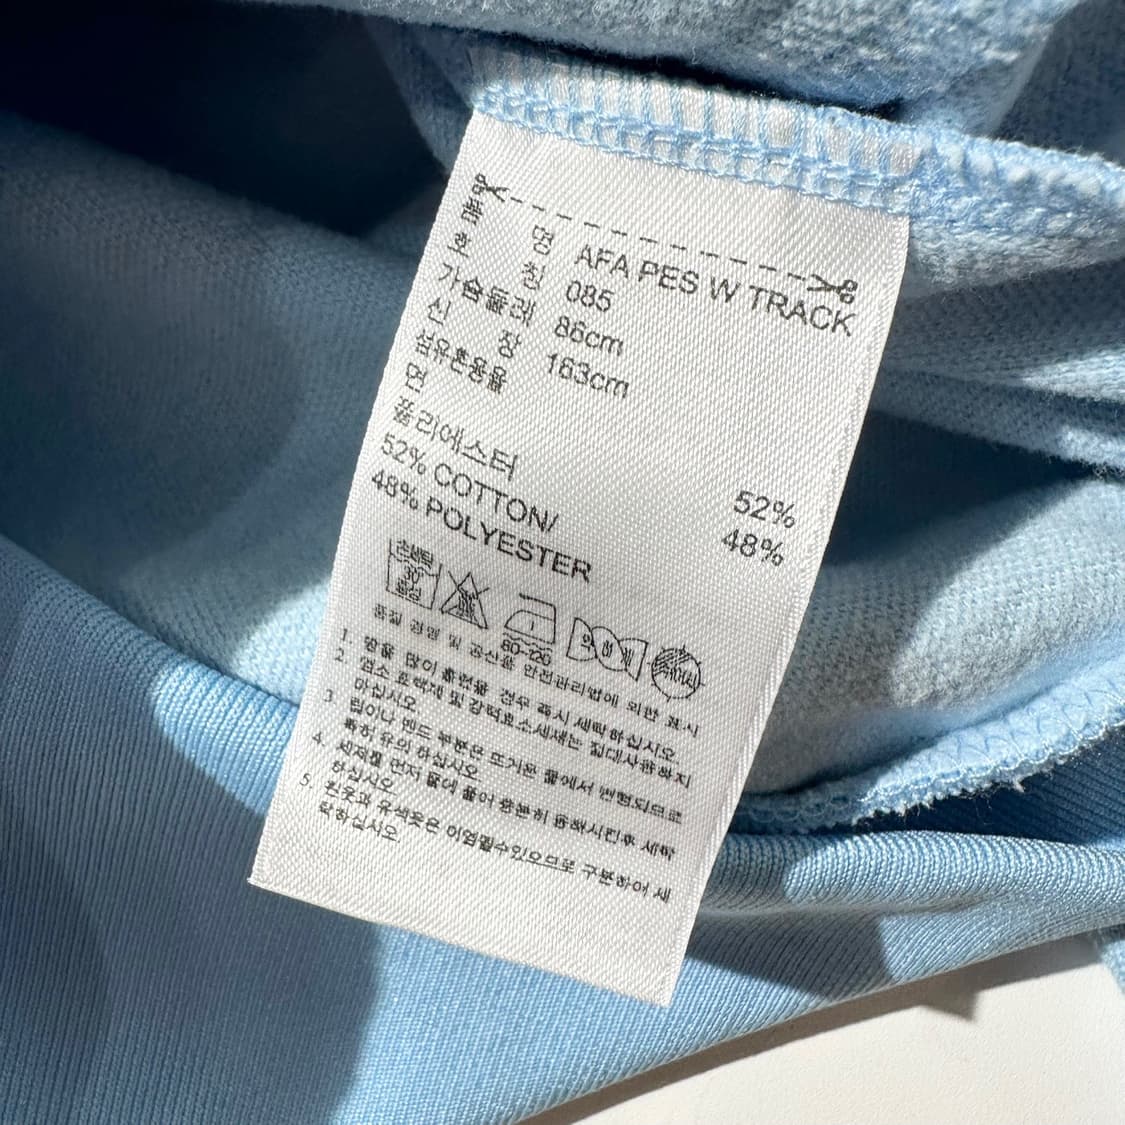 품 명 AFA PES W TRACK
호 칭 085
가슴둘레 86cm
신 장 163cm
섬유혼용율
면 52%
폴리에스터 48%
52% COTTON/
48% POLYESTER
손세탁
30°
중성
80-120
약 하 게
드라이
품질 경영 및 공산품 안전관리법에 의한 표시
1. 땀을 많이 흘렸을 경우 즉시 세탁하십시오.
2. 염소 표백제 및 강력효소세제는 절대사용하지
마십시오
3. 립이나 밴드 부분은 뜨거운 물에서 변형되므로
특히 유의 하십시오
4. 세제를 먼저 물에 풀어 충분히 용해시킨후 세탁
하십시오
5. 흰옷과 유색옷은 이염될수있으므로 구분하여 세
탁하십시오